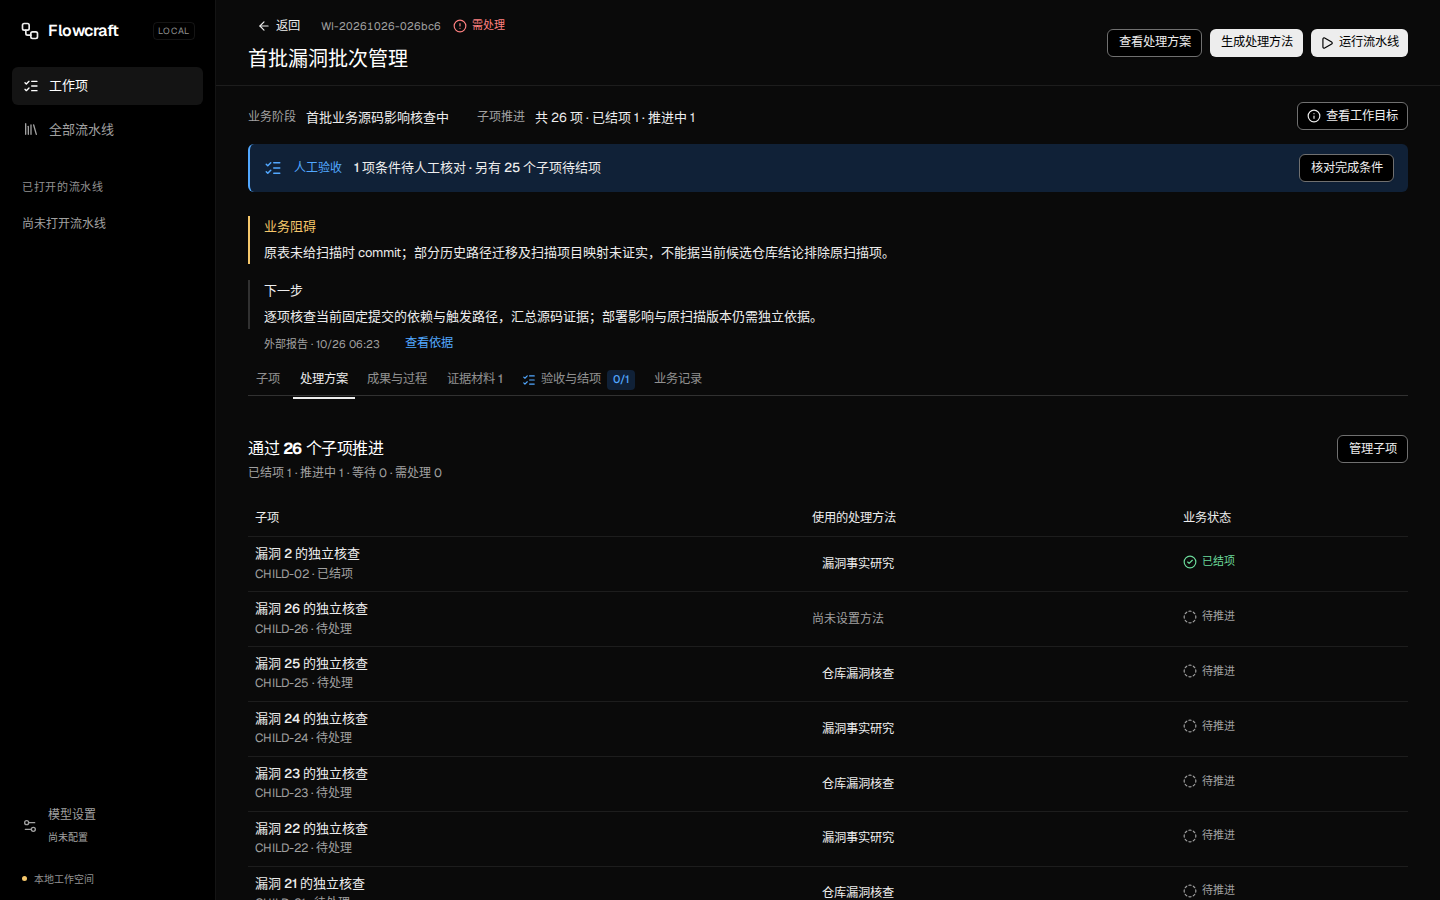 Flowcraft LOCAL
工作项
全部流水线
已打开的流水线
尚未打开流水线
模型设置
尚未配置
本地工作空间
返回 WI-20261026-026bc6 需处理
首批漏洞批次管理
查看处理方案 生成处理方法 运行流水线
业务阶段 首批业务源码影响核查中 子项推进 共 26 项 · 已结项 1 · 推进中 1 查看工作目标
人工验收 1 项条件待人工核对 · 另有 25 个子项待结项 核对完成条件
业务阻碍
原表未给扫描时 commit；部分历史路径迁移及扫描项目映射未证实，不能据当前候选仓库结论排除原扫描项。
下一步
逐项核查当前固定提交的依赖与触发路径，汇总源码证据；部署影响与原扫描版本仍需独立依据。
外部报告 · 10/26 06:23 查看依据
子项 处理方案 成果与过程 证据材料 1 验收与结项 0/1 业务记录
通过 26 个子项推进 管理子项
已结项 1 · 推进中 1 · 等待 0 · 需处理 0
子项 使用的处理方法 业务状态
漏洞 2 的独立核查
CHILD-02 · 已结项
漏洞事实研究 已结项
漏洞 26 的独立核查
CHILD-26 · 待处理
尚未设置方法 待推进
漏洞 25 的独立核查
CHILD-25 · 待处理
仓库漏洞核查 待推进
漏洞 24 的独立核查
CHILD-24 · 待处理
漏洞事实研究 待推进
漏洞 23 的独立核查
CHILD-23 · 待处理
仓库漏洞核查 待推进
漏洞 22 的独立核查
CHILD-22 · 待处理
漏洞事实研究 待推进
漏洞 21 的独立核查
仓库漏洞核查 待推进